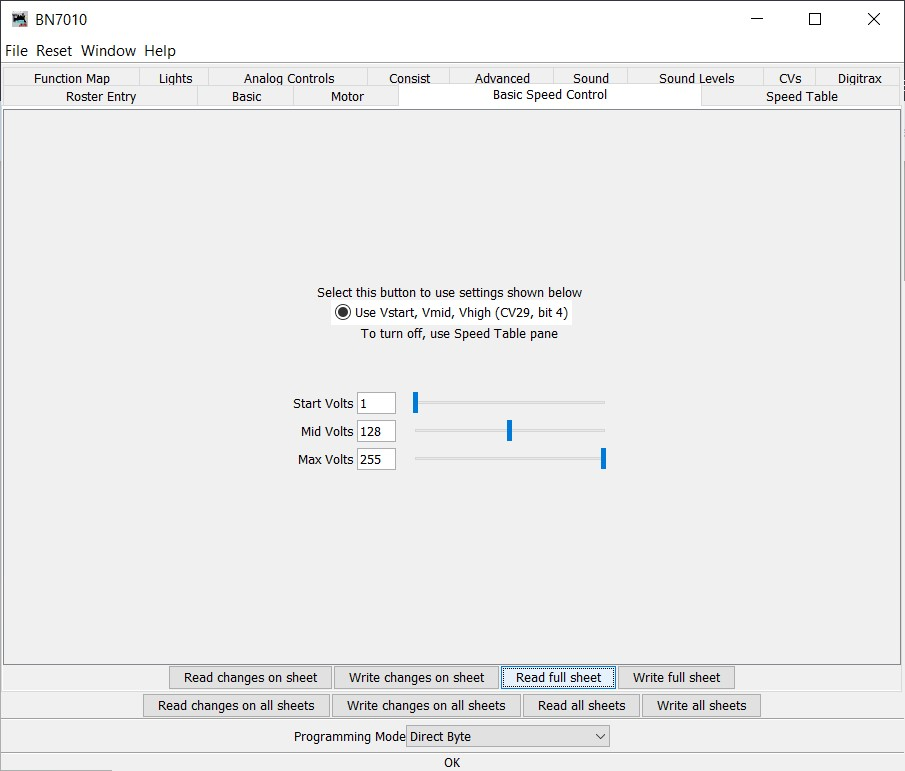 BN7010
File Reset Window Help
Function Map Lights Analog Controls Consist Advanced Sound Sound Levels CVs Digitrax
Roster Entry Basic Motor Basic Speed Control Speed Table
Select this button to use settings shown below
Use Vstart, Vmid, Vhigh (CV29, bit 4)
To turn off, use Speed Table pane
Start Volts 1
Mid Volts 128
Max Volts 255
Read changes on sheet Write changes on sheet Read full sheet Write full sheet
Read changes on all sheets Write changes on all sheets Read all sheets Write all sheets
Programming Mode Direct Byte
OK